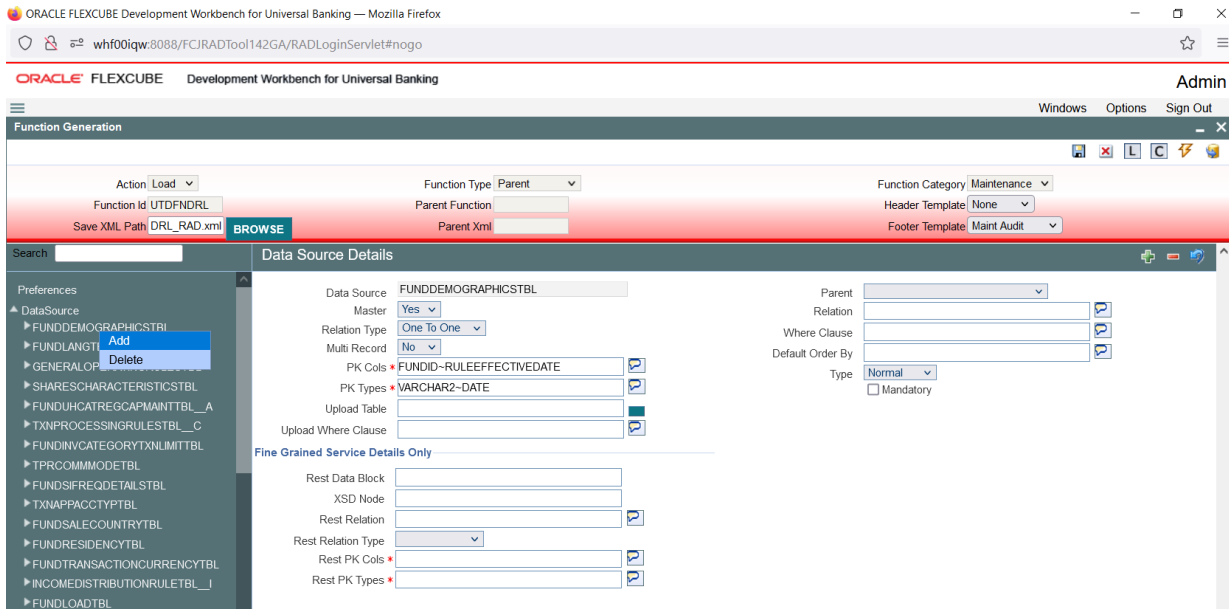 ORACLE FLEXCUBE Development Workbench for Universal Banking — Mozilla Firefox
whf00iqw:8088/FCJRADTool142GA/RADLoginServlet#nogo
ORACLE FLEXCUBE Development Workbench for Universal Banking
Admin
Windows Options Sign Out
Function Generation
L C
Action Load Function Type Parent Function Category Maintenance
Function Id UTDFNDRL Parent Function Header Template None
Save XML Path DRL_RAD.xml BROWSE Parent Xml Footer Template Maint Audit
Search
Data Source Details
Preferences
DataSource
FUNDDEMOGRAPHICSTBL
Add
Delete
SHARESCHARACTERISTICSTBL
FUNDUHCATREGCAPMAINTTBL__A
TXNPROCESSINGRULESTBL__C
FUNDINVCATEGORYTXNLIMITTBL
TPRCOMMMODETBL
FUNDSIFREQDETAILSTBL
TXNAPPACCTYPTBL
FUNDSALECOUNTRYTBL
FUNDRESIDENCYTBL
FUNDTRANSACTIONCURRENCYTBL
INCOMEDISTRIBUTIONRULETBL__I
FUNDLOADTBL
Data Source FUNDDEMOGRAPHICSTBL
Master Yes
Relation Type One To One
Multi Record No
PK Cols * FUNDID~RULEEFFECTIVEDATE
PK Types * VARCHAR2~DATE
Upload Table
Upload Where Clause
Parent
Relation
Where Clause
Default Order By
Type Normal
Mandatory
Fine Grained Service Details Only
Rest Data Block
XSD Node
Rest Relation
Rest Relation Type
Rest PK Cols *
Rest PK Types *